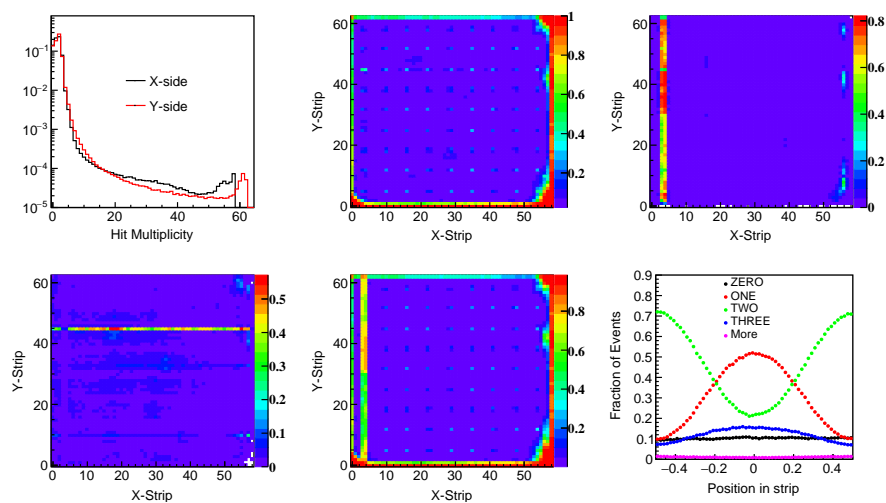 10⁻¹
10⁻²
10⁻³
10⁻⁴
10⁻⁵
X-side
Y-side
0 20 40 60
Hit Multiplicity
Y-Strip
60
40
20
0
0 10 20 30 40 50
X-Strip
1
0.8
0.6
0.4
0.2
0
Y-Strip
60
40
20
0
0 10 20 30 40 50
X-Strip
0.8
0.6
0.4
0.2
0
Y-Strip
60
40
20
0
0 10 20 30 40 50
X-Strip
0.5
0.4
0.3
0.2
0.1
0
Y-Strip
60
40
20
0
0 10 20 30 40 50
X-Strip
0.8
0.6
0.4
0.2
0
Fraction of Events
0.9
0.8
0.7
0.6
0.5
0.4
0.3
0.2
0.1
0.0
ZERO
ONE
TWO
THREE
More
−0.4 −0.2 0 0.2 0.4
Position in strip